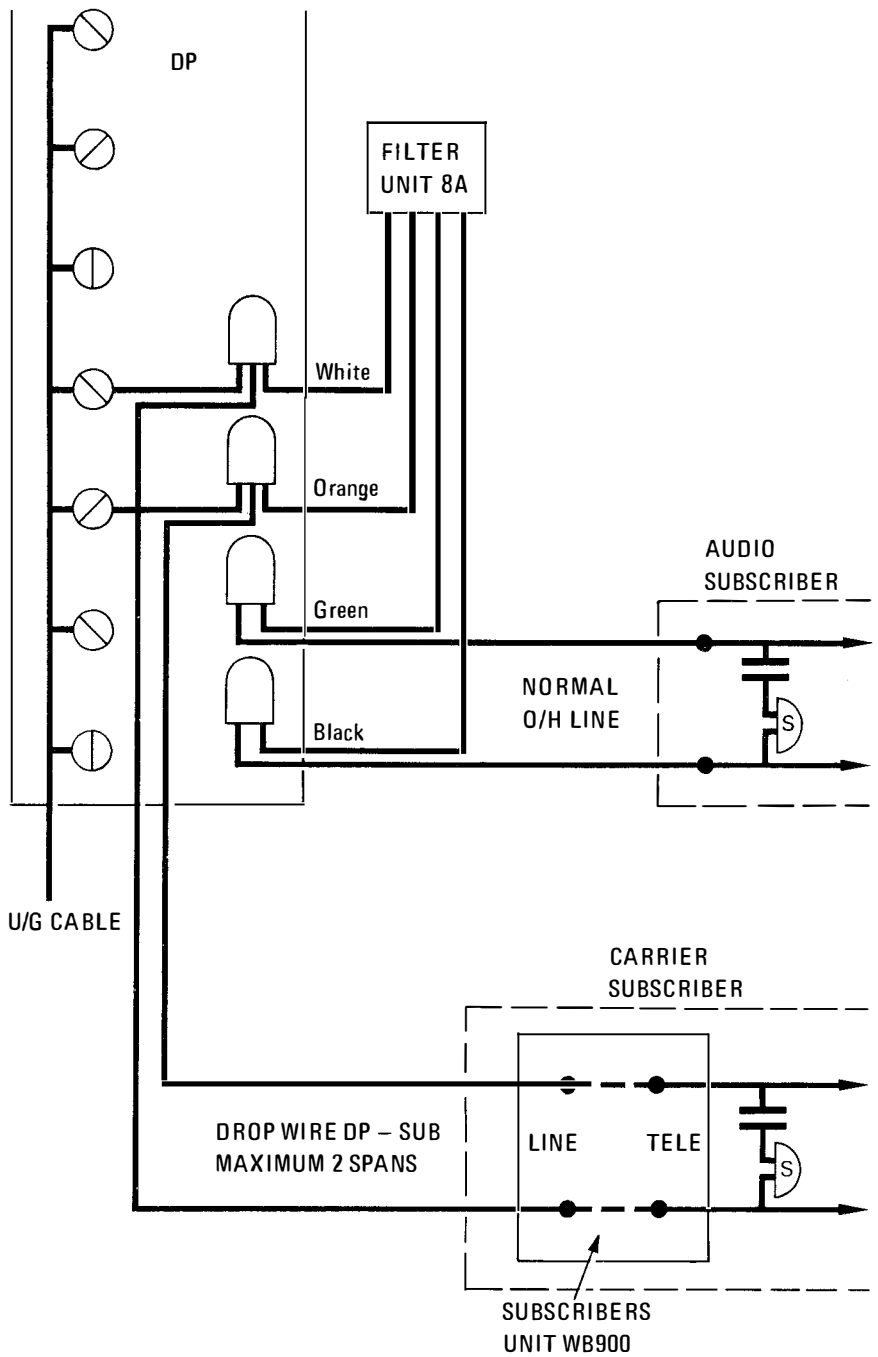 DP
FILTER
UNIT 8A
White
Orange
Green
Black
AUDIO
SUBSCRIBER
NORMAL
O/H LINE
S
U/G CABLE
CARRIER
SUBSCRIBER
DROP WIRE DP – SUB
MAXIMUM 2 SPANS
LINE
TELE
S
SUBSCRIBERS
UNIT WB900